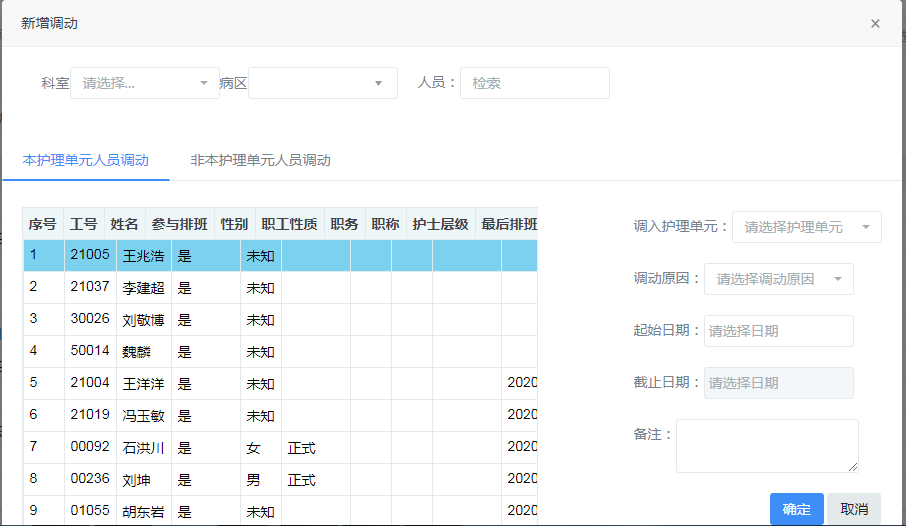 新增调动 ×
科室 请选择... 病区 人员： 检索
本护理单元人员调动 非本护理单元人员调动
序号 工号 姓名 参与排班 性别 职工性质 职务 职称 护士层级 最后排班
1 21005 王兆浩 是 未知
2 21037 李建超 是 未知
3 30026 刘敬博 是 未知
4 50014 魏麟 是 未知
5 21004 王洋洋 是 未知 2020
6 21019 冯玉敏 是 未知 2020
7 00092 石洪川 是 女 正式 2020
8 00236 刘坤 是 男 正式 2020
9 01055 胡东岩 是 未知 2020
调入护理单元： 请选择护理单元
调动原因： 请选择调动原因
起始日期： 请选择日期
截止日期： 请选择日期
备注：
确定 取消